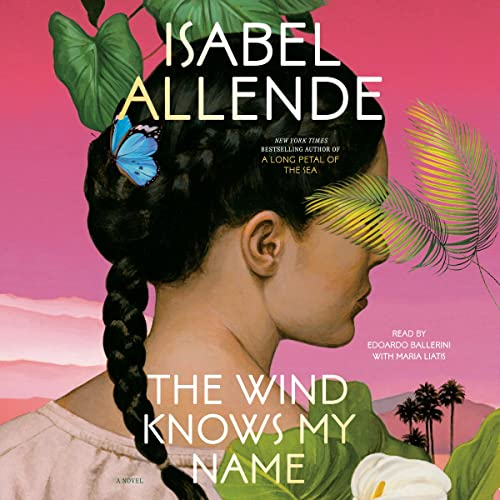 ISABEL
ALLENDE
NEW YORK TIMES
BESTSELLING AUTHOR OF
A LONG PETAL OF
THE SEA
READ BY
EDOARDO BALLERINI
WITH MARIA LIATIS
THE WIND
KNOWS MY
NAME
A NOVEL